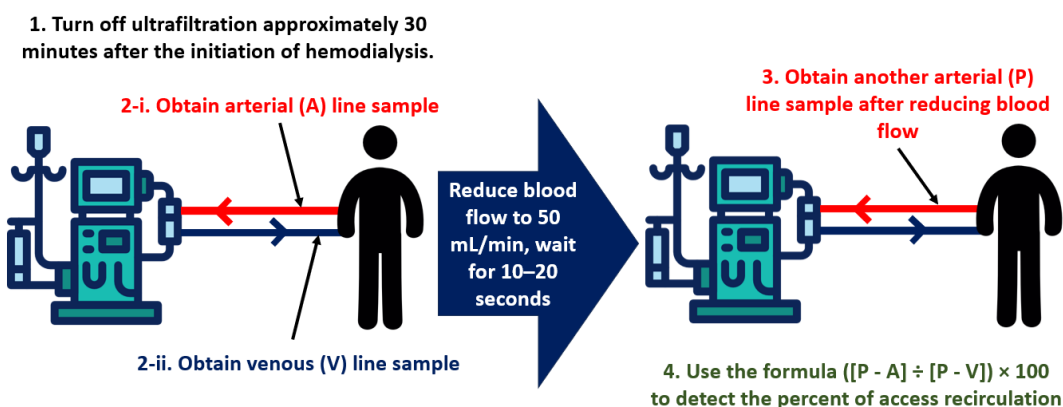 1. Turn off ultrafiltration approximately 30
minutes after the initiation of hemodialysis.
2-i. Obtain arterial (A) line sample
2-ii. Obtain venous (V) line sample
Reduce blood
flow to 50
mL/min, wait
for 10–20
seconds
3. Obtain another arterial (P)
line sample after reducing blood
flow
4. Use the formula ([P - A] ÷ [P - V]) × 100
to detect the percent of access recirculation